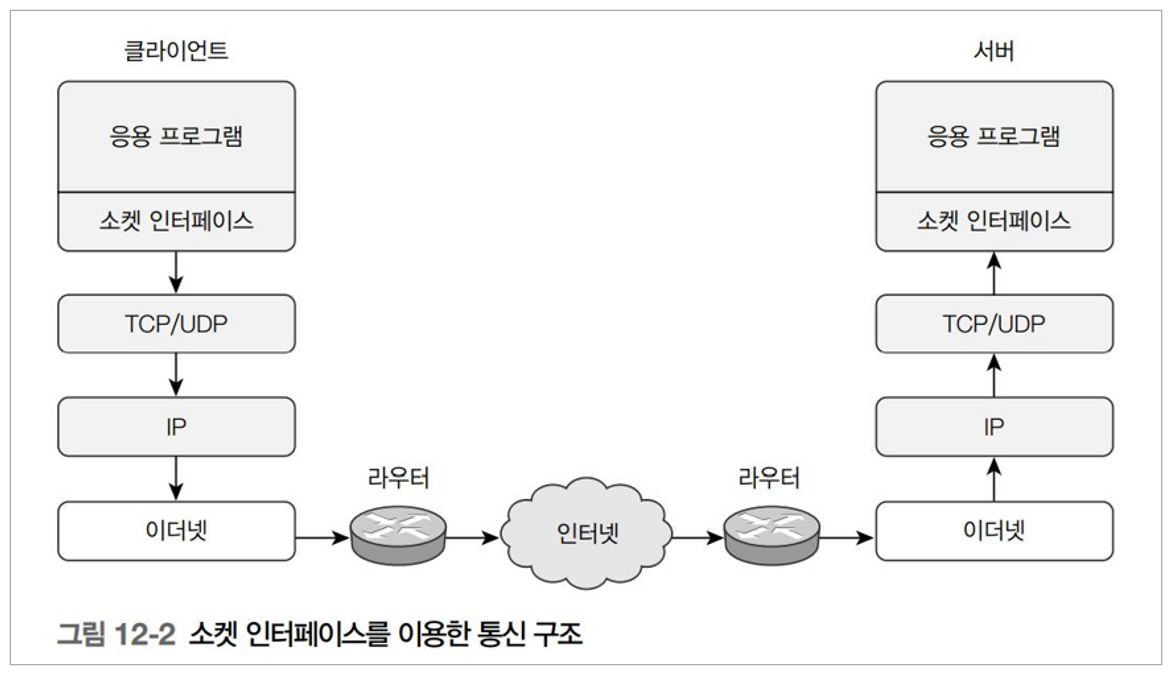 클라이언트
서버
응용 프로그램
응용 프로그램
소켓 인터페이스
소켓 인터페이스
TCP/UDP
TCP/UDP
IP
IP
라우터
라우터
이더넷
인터넷
이더넷
그림 12-2 소켓 인터페이스를 이용한 통신 구조